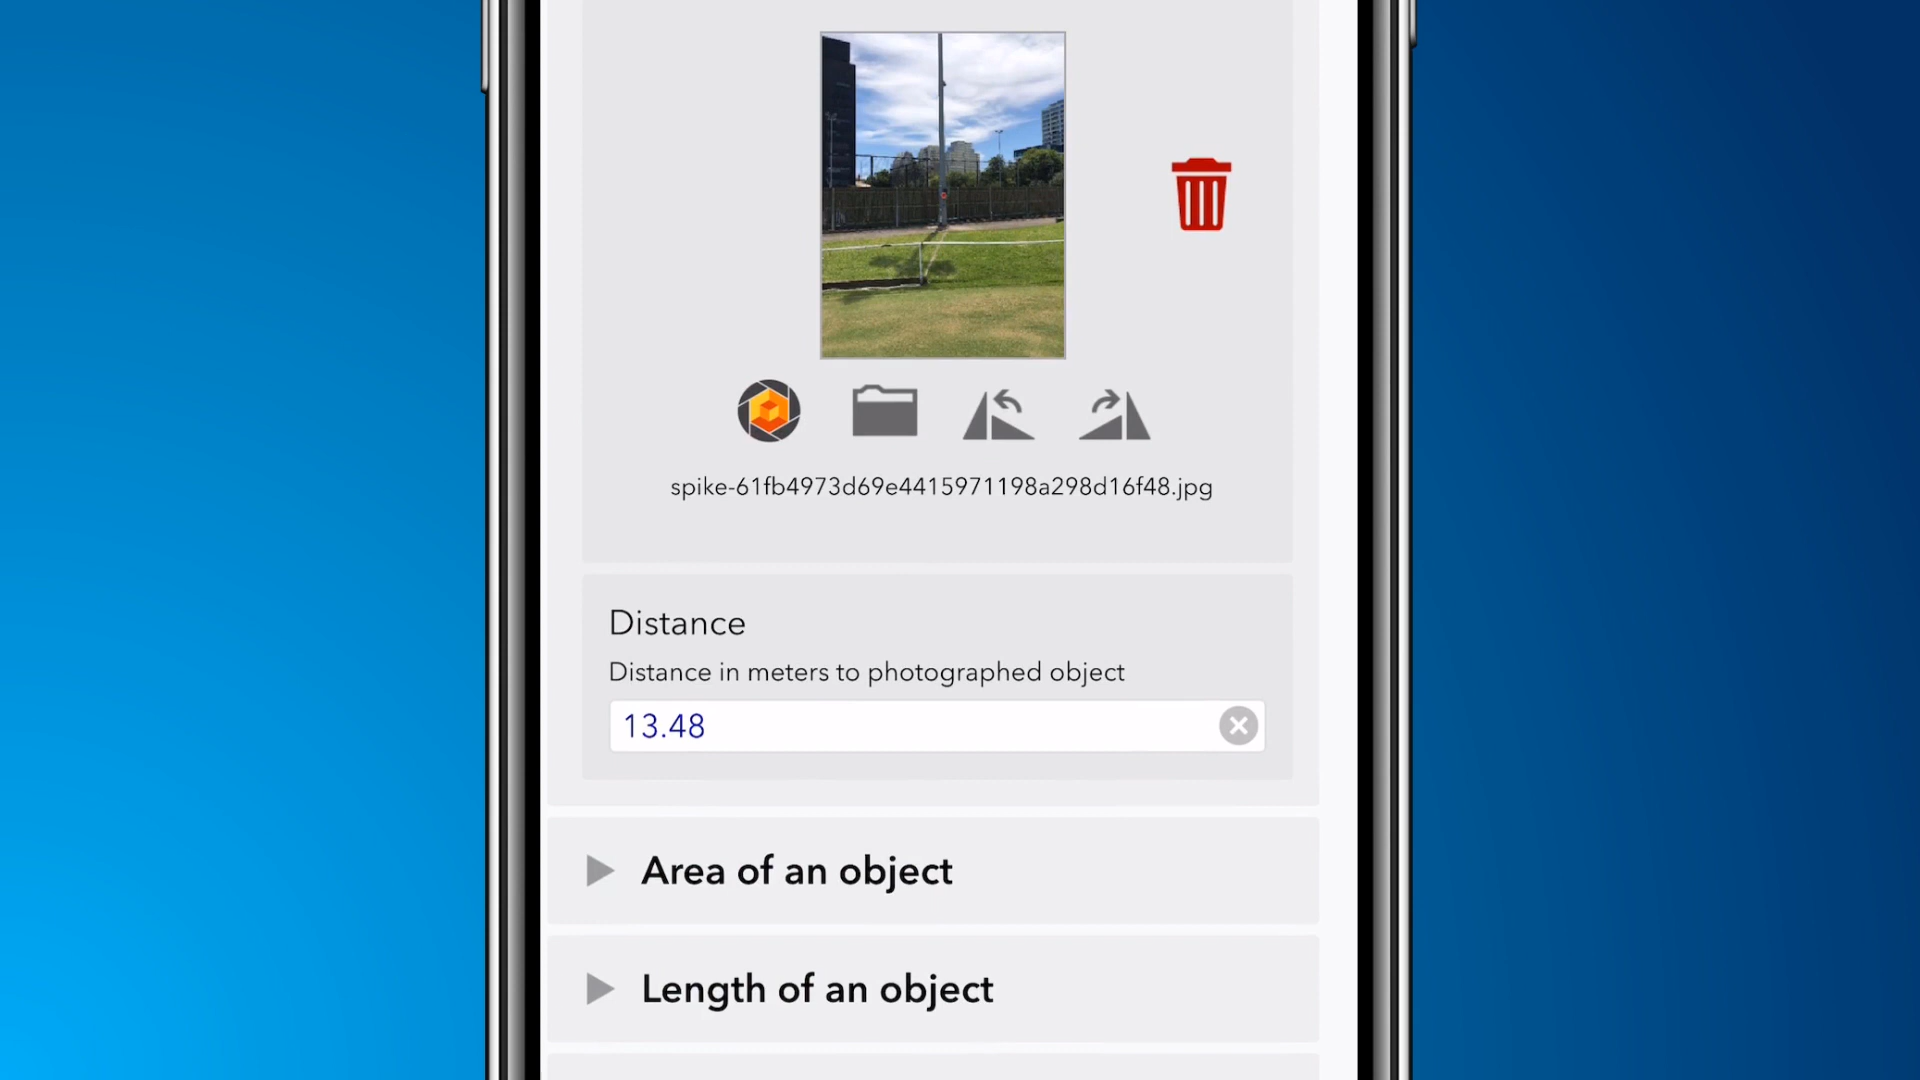 spike-61fb4973d69e4415971198a298d16f48.jpg
Distance
Distance in meters to photographed object
13.48
Area of an object
Length of an object